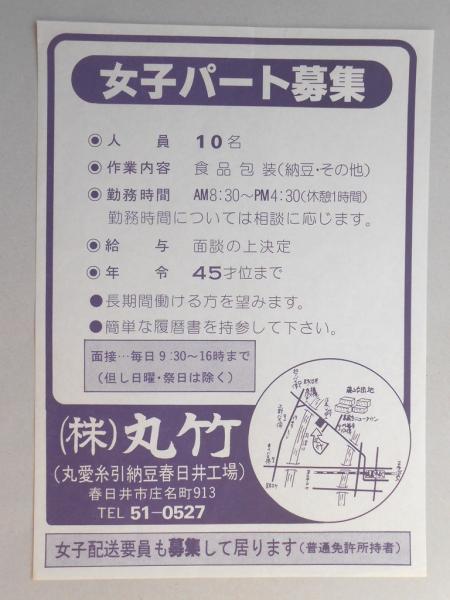 女子パート募集
◉人員 10名
◉作業内容 食品包装(納豆・その他)
◉勤務時間 AM8:30〜PM4:30(休憩1時間)
勤務時間については相談に応じます。
◉給与 面談の上決定
◉年令 45才位まで
●長期間働ける方を望みます。
●簡単な履歴書を持参して下さい。
面接…毎日9:30〜16時まで
(但し日曜・祭日は除く)
(株)丸竹
(丸愛糸引納豆春日井工場)
春日井市庄名町913
TEL 51-0527
女子配送要員も募集して居ります(普通免許所持者)